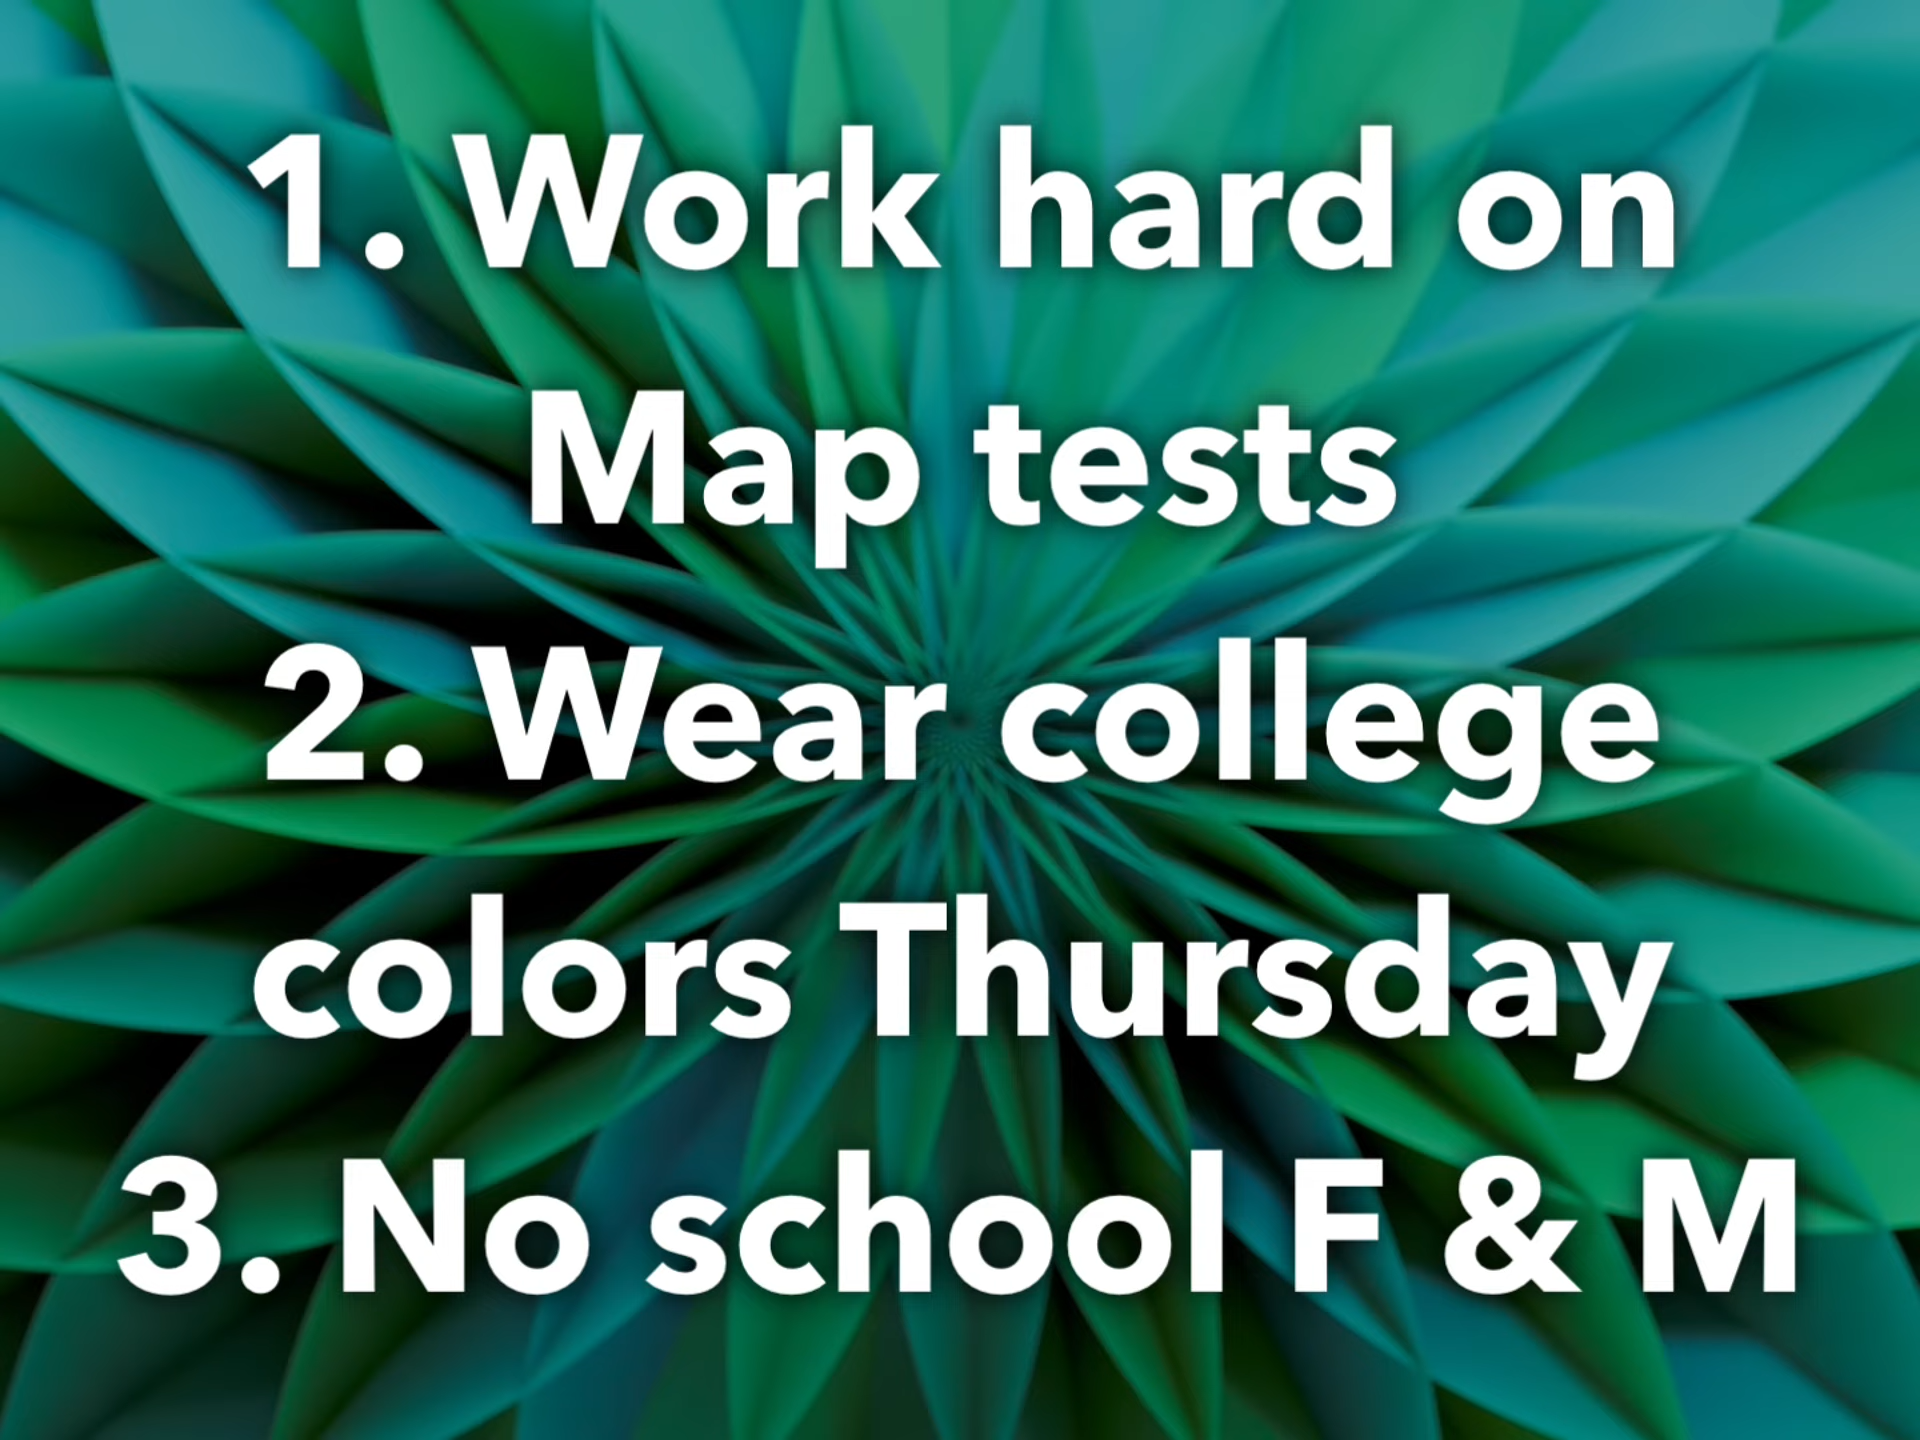 1. Work hard on
Map tests
2. Wear college
colors Thursday
3. No school F & M